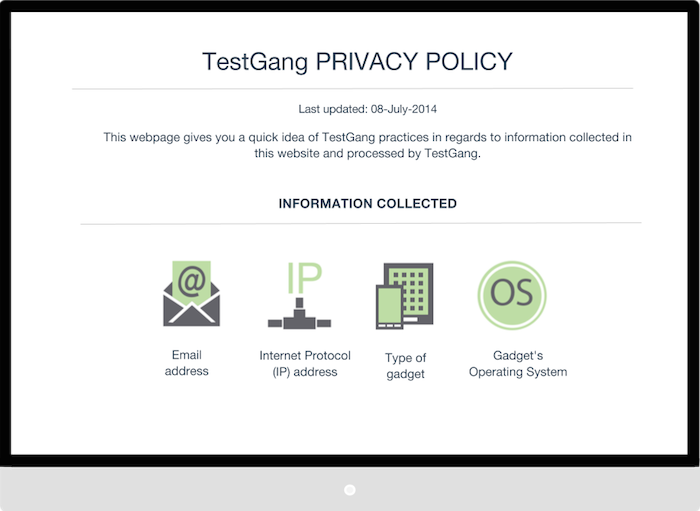 TestGang PRIVACY POLICY
Last updated: 08-July-2014
This webpage gives you a quick idea of TestGang practices in regards to information collected in
this website and processed by TestGang.
INFORMATION COLLECTED
@
IP
OS
Email
address
Internet Protocol
(IP) address
Type of
gadget
Gadget's
Operating System